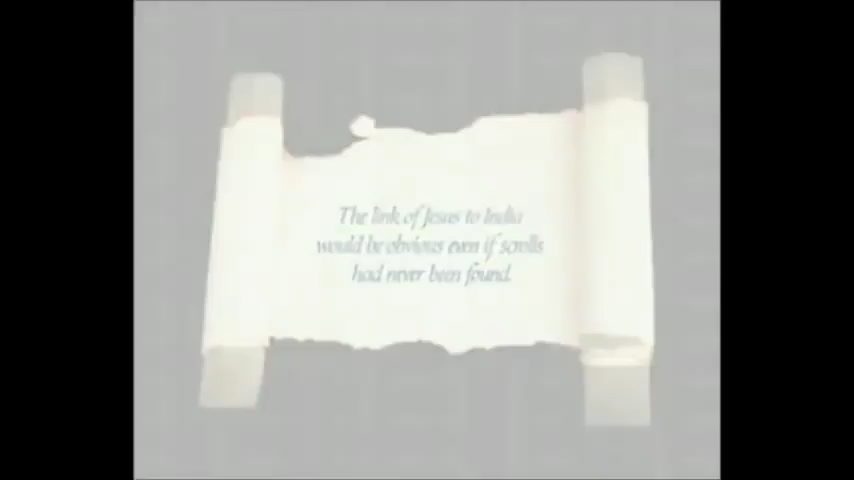 The link of Jesus to India
would be obvious even if scrolls
had never been found.